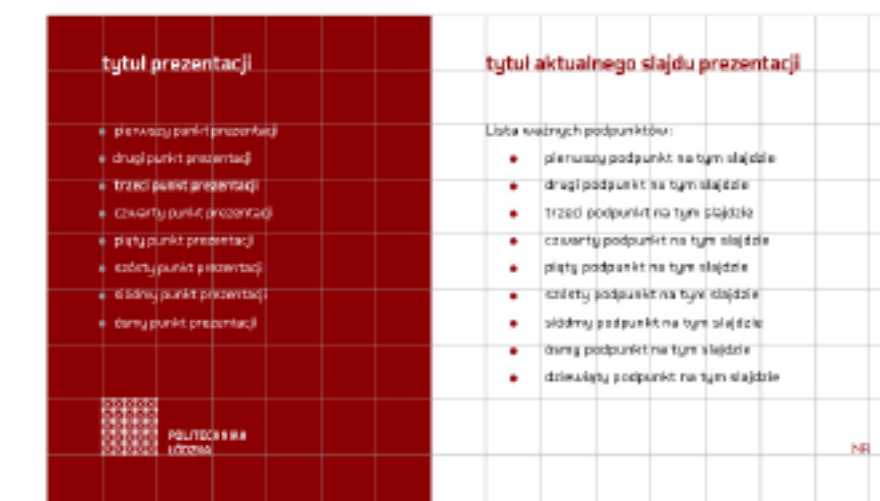 tytuł prezentacji
pierwszy punkt prezentacji
drugi punkt prezentacji
trzeci punkt prezentacji
czwarty punkt prezentacji
piąty punkt prezentacji
szósty punkt prezentacji
siódmy punkt prezentacji
ósmy punkt prezentacji
POLITECHNIKA
ŁÓDZKA
tytuł aktualnego slajdu prezentacji
Lista ważnych podpunktów:
pierwszy podpunkt na tym slajdzie
drugi podpunkt na tym slajdzie
trzeci podpunkt na tym slajdzie
czwarty podpunkt na tym slajdzie
piąty podpunkt na tym slajdzie
szósty podpunkt na tym slajdzie
siódmy podpunkt na tym slajdzie
ósmy podpunkt na tym slajdzie
dziewiąty podpunkt na tym slajdzie
NR